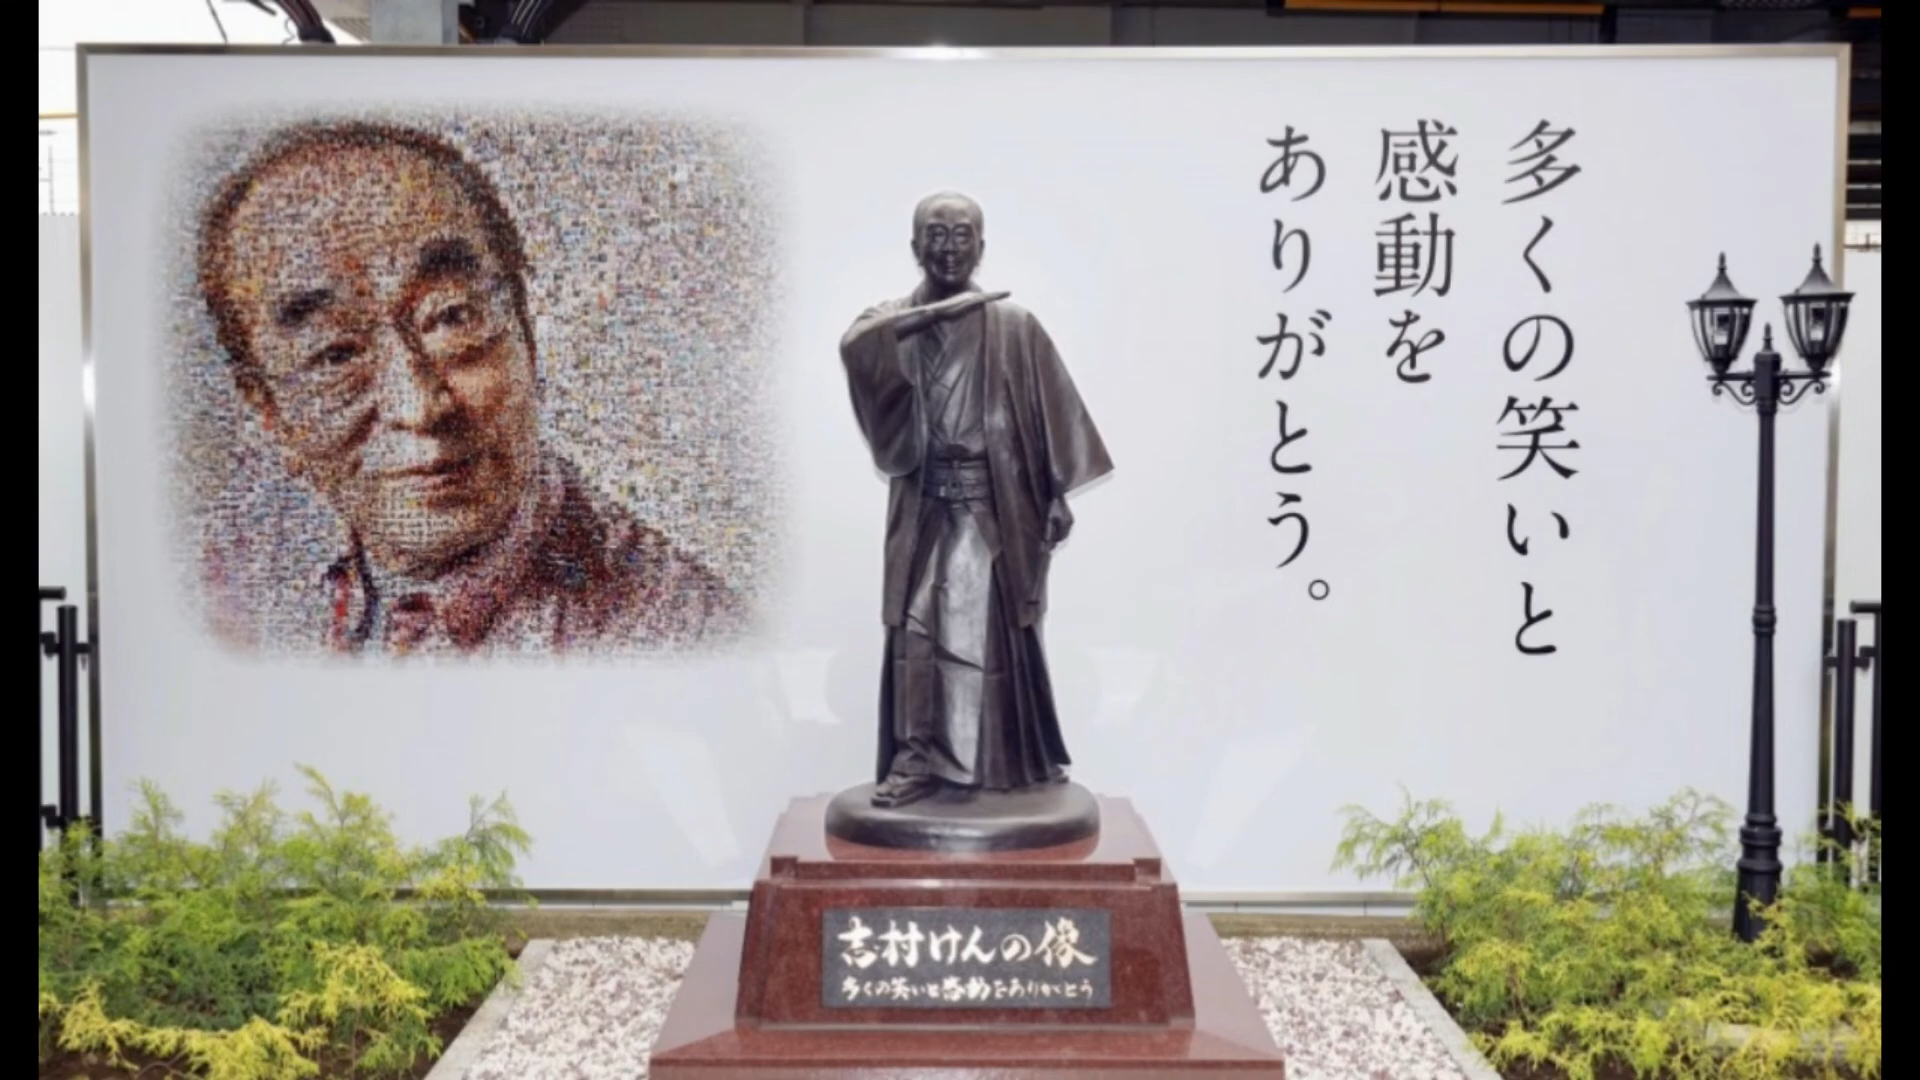 多くの笑いと
感動を
ありがとう。
志村けんの像
多くの笑いと感動をありがとう